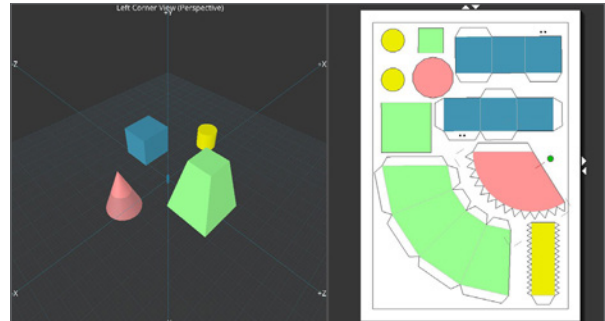 Left Corner View (Perspective)
+Y
-Z
+X
-X
+Z